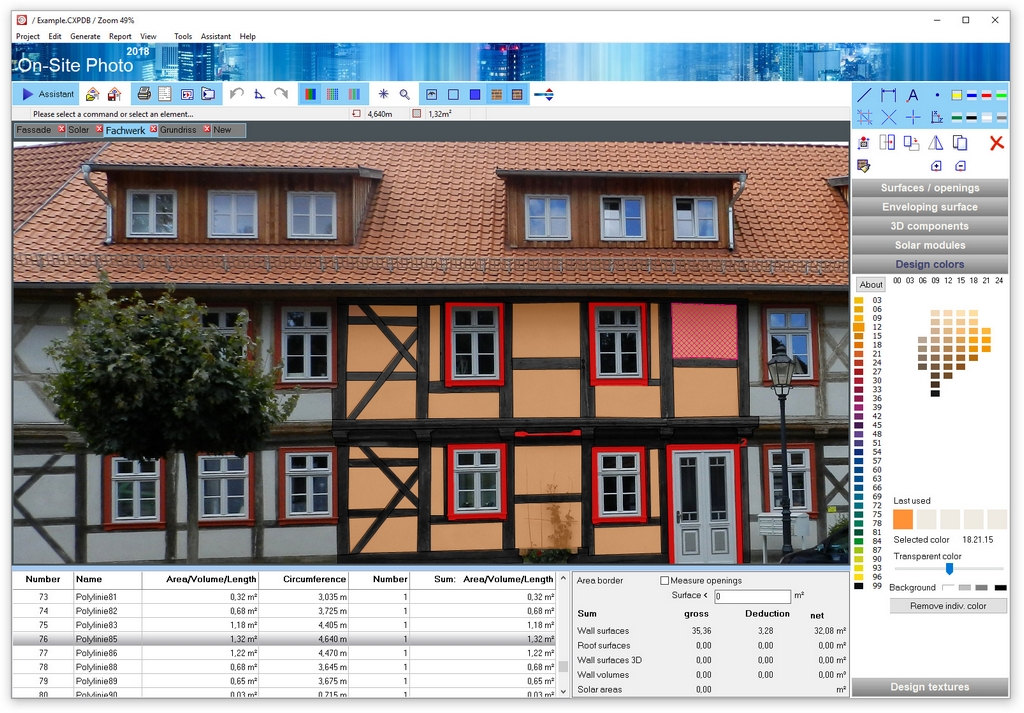 / Example.CXPDB / Zoom 49%
Project Edit Generate Report View Tools Assistant Help
2018
On-Site Photo
Assistant
Please select a command or select an element... 4,640m 1,32m²
Fassade Solar Fachwerk Grundriss New
A
Surfaces / openings
Enveloping surface
3D components
Solar modules
Design colors
About 00 03 06 09 12 15 18 21 24
03
06
09
12
15
18
21
24
27
30
33
36
39
42
45
48
51
54
57
60
63
66
69
72
75
78
81
84
87
90
93
96
99
2
Last used
Selected color 18.21.15
Transparent color
Background
Remove indiv. color
Design textures
Number Name Area/Volume/Length Circumference Number Sum: Area/Volume/Length
73 Polylinie81 0,32 m² 3,035 m 1 0,32 m²
74 Polylinie82 0,68 m² 3,725 m 1 0,68 m²
75 Polylinie83 1,18 m² 4,405 m 1 1,18 m²
76 Polylinie85 1,32 m² 4,640 m 1 1,32 m²
77 Polylinie86 1,22 m² 4,470 m 1 1,22 m²
78 Polylinie88 0,68 m² 3,645 m 1 0,68 m²
79 Polylinie89 0,65 m² 3,675 m 1 0,65 m²
80 Polylinie90 0,03 m² 0,715 m 1 0,03 m²
Area border Measure openings
Surface < 0 m²
Sum gross Deduction net
Wall surfaces 35,36 3,28 32,08 m²
Roof surfaces 0,00 0,00 0,00 m²
Wall surfaces 3D 0,00 0,00 0,00 m²
Wall volumes 0,00 0,00 0,00 m²
Solar areas 0,00 m²